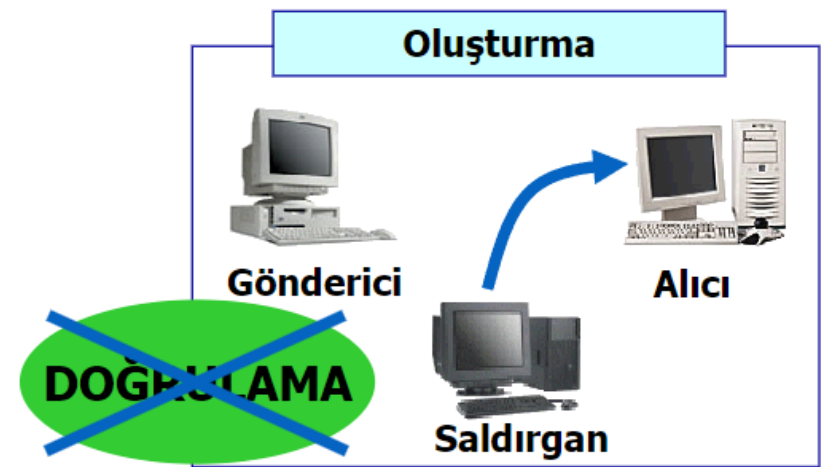 Oluşturma
Gönderici
Alıcı
DOĞRULAMA
Saldırgan